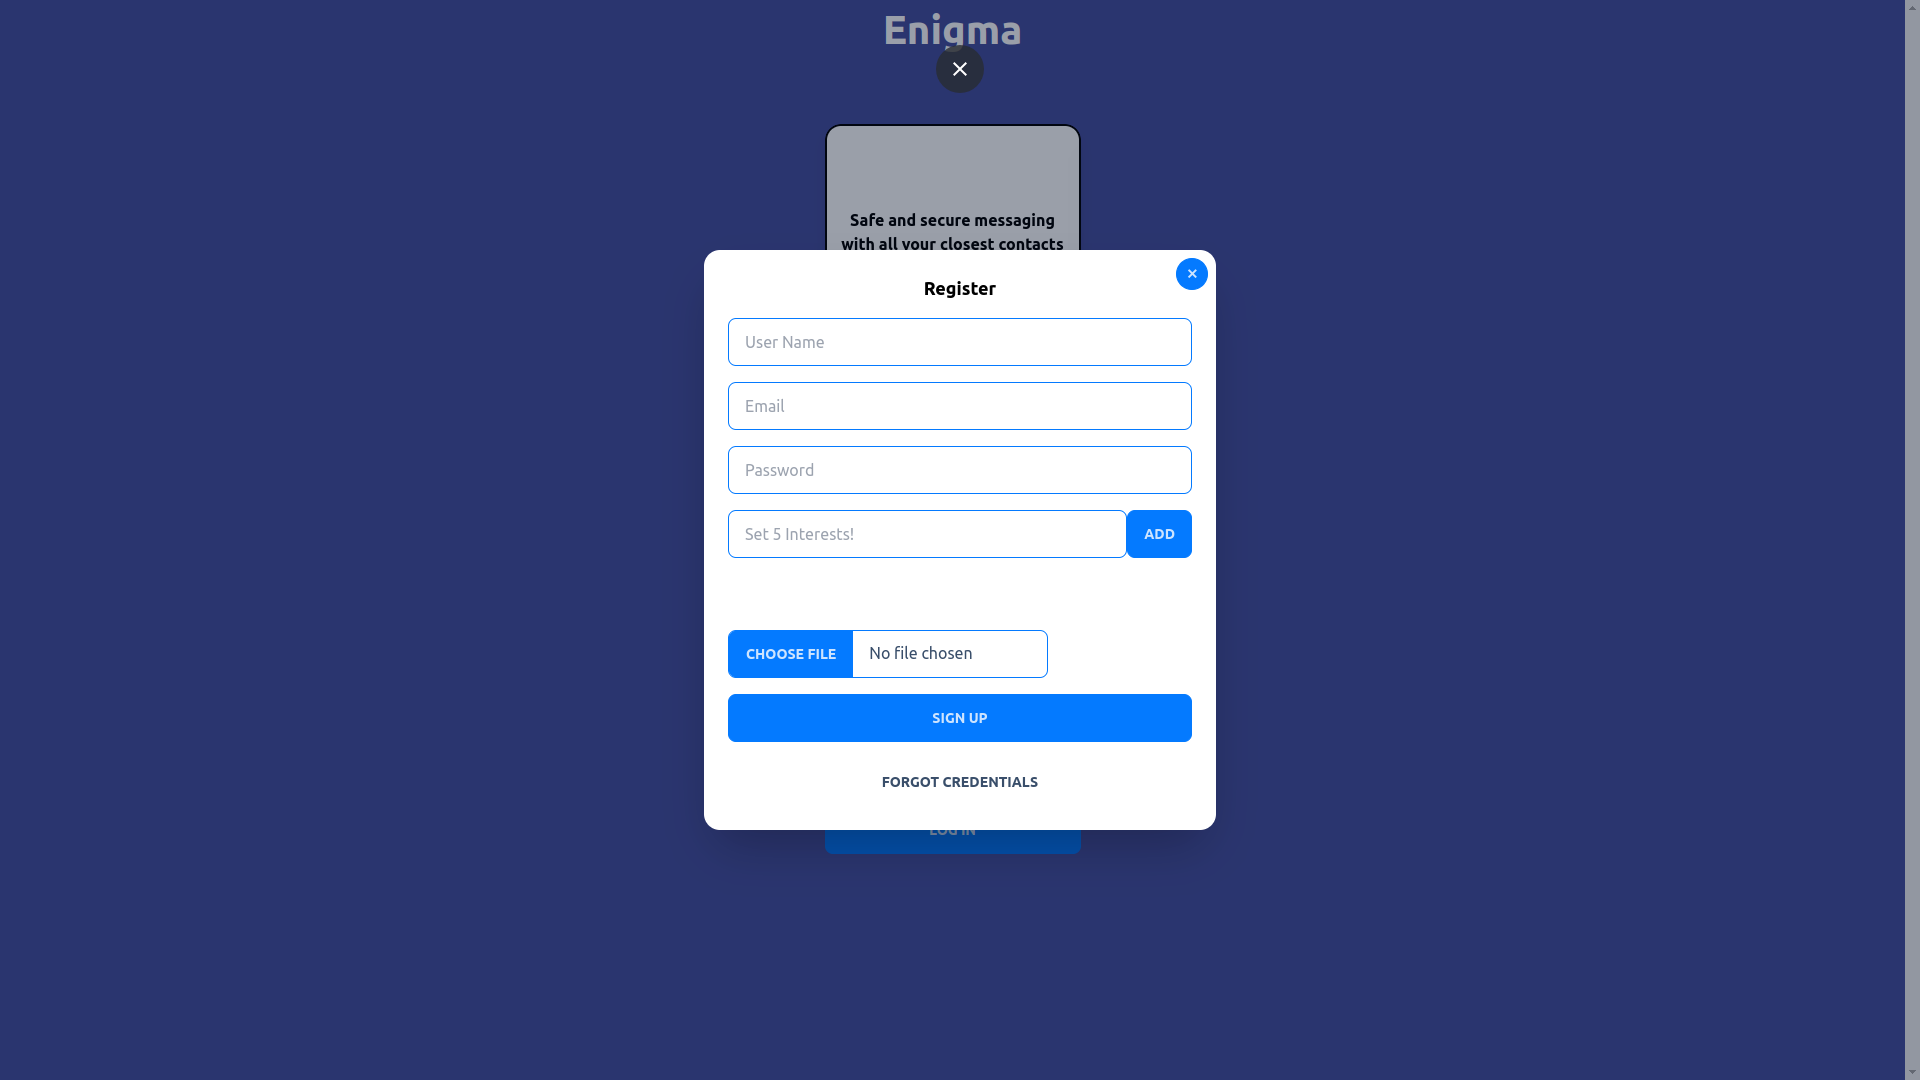 Enigma
Safe and secure messaging
with all your closest contacts
Register
User Name
Email
Password
Set 5 Interests!
ADD
CHOOSE FILE
No file chosen
SIGN UP
FORGOT CREDENTIALS
LOG IN